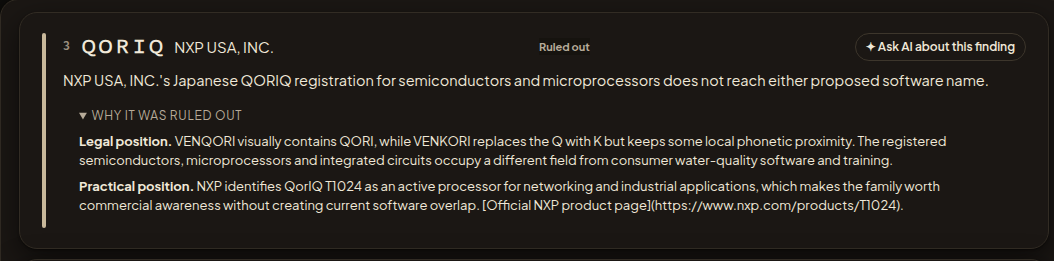 3 QORIQ NXP USA, INC. Ruled out ✦ Ask AI about this finding
NXP USA, INC.'s Japanese QORIQ registration for semiconductors and microprocessors does not reach either proposed software name.
▼ WHY IT WAS RULED OUT
Legal position. VENQORI visually contains QORI, while VENKORI replaces the Q with K but keeps some local phonetic proximity. The registered
semiconductors, microprocessors and integrated circuits occupy a different field from consumer water-quality software and training.
Practical position. NXP identifies QorIQ T1024 as an active processor for networking and industrial applications, which makes the family worth
commercial awareness without creating current software overlap. [Official NXP product page](https://www.nxp.com/products/T1024).